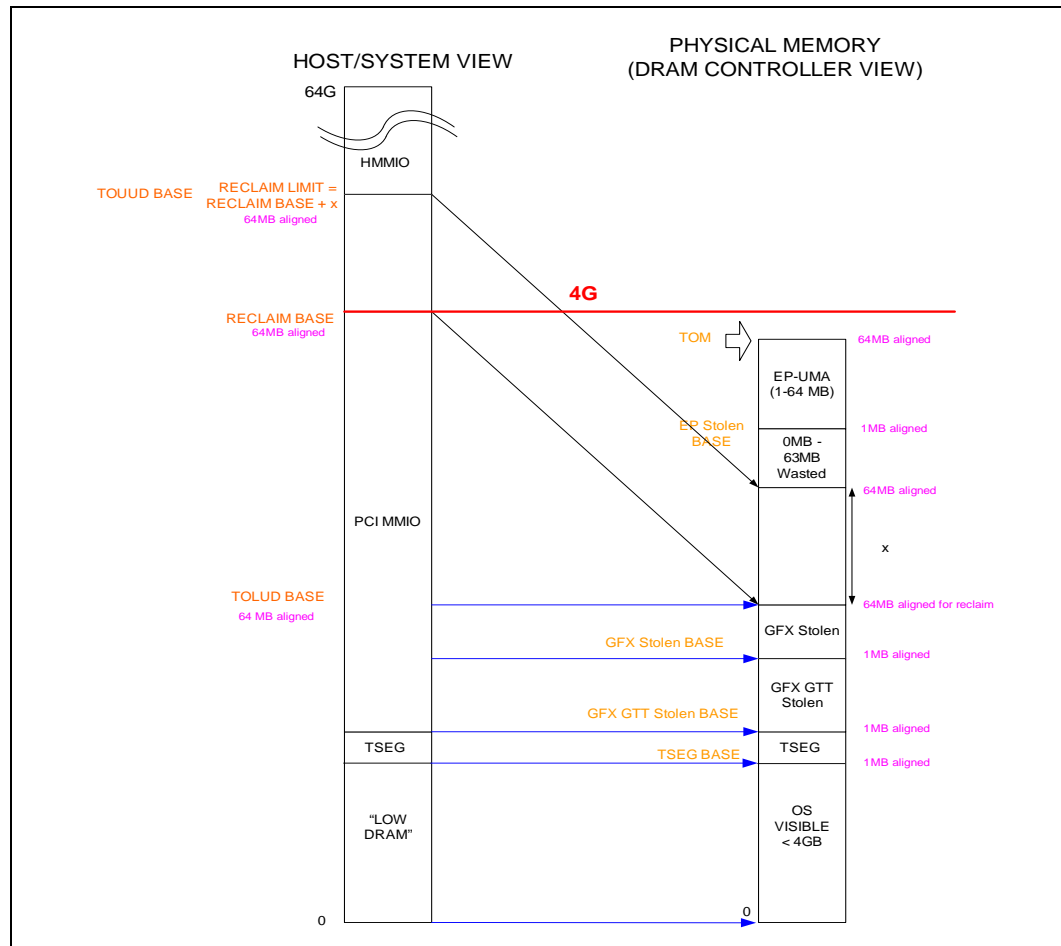 PHYSICAL MEMORY
(DRAM CONTROLLER VIEW)
HOST/SYSTEM VIEW
64G
HMMIO
TOUUD BASE
RECLAIM LIMIT =
RECLAIM BASE + x
64MB aligned
4G
RECLAIM BASE
64MB aligned
TOM
64MB aligned
EP-UMA
(1-64 MB)
EP Stolen
BASE
1MB aligned
0MB -
63MB
Wasted
64MB aligned
PCI MMIO
x
TOLUD BASE
64 MB aligned
64MB aligned for reclaim
GFX Stolen
GFX Stolen BASE
1MB aligned
GFX GTT
Stolen
GFX GTT Stolen BASE
1MB aligned
TSEG
TSEG
TSEG BASE
1MB aligned
“LOW
DRAM”
OS
VISIBLE
< 4GB
0
0